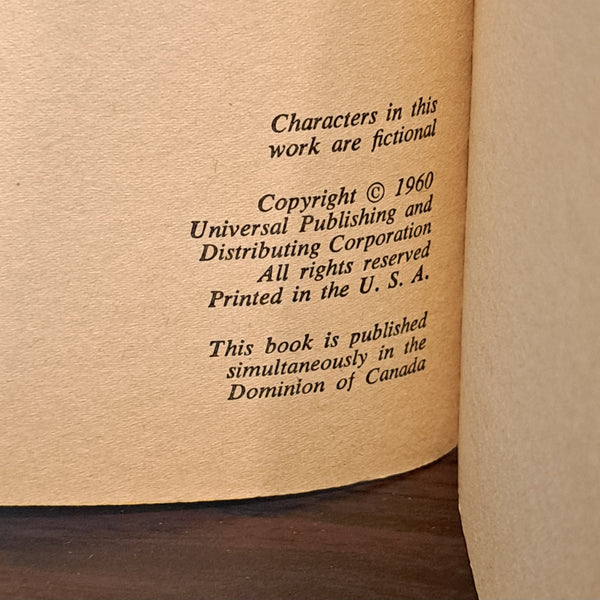 Characters in this
work are fictional
Copyright © 1960
Universal Publishing and
Distributing Corporation
All rights reserved
Printed in the U. S. A.
This book is published
simultaneously in the
Dominion of Canada